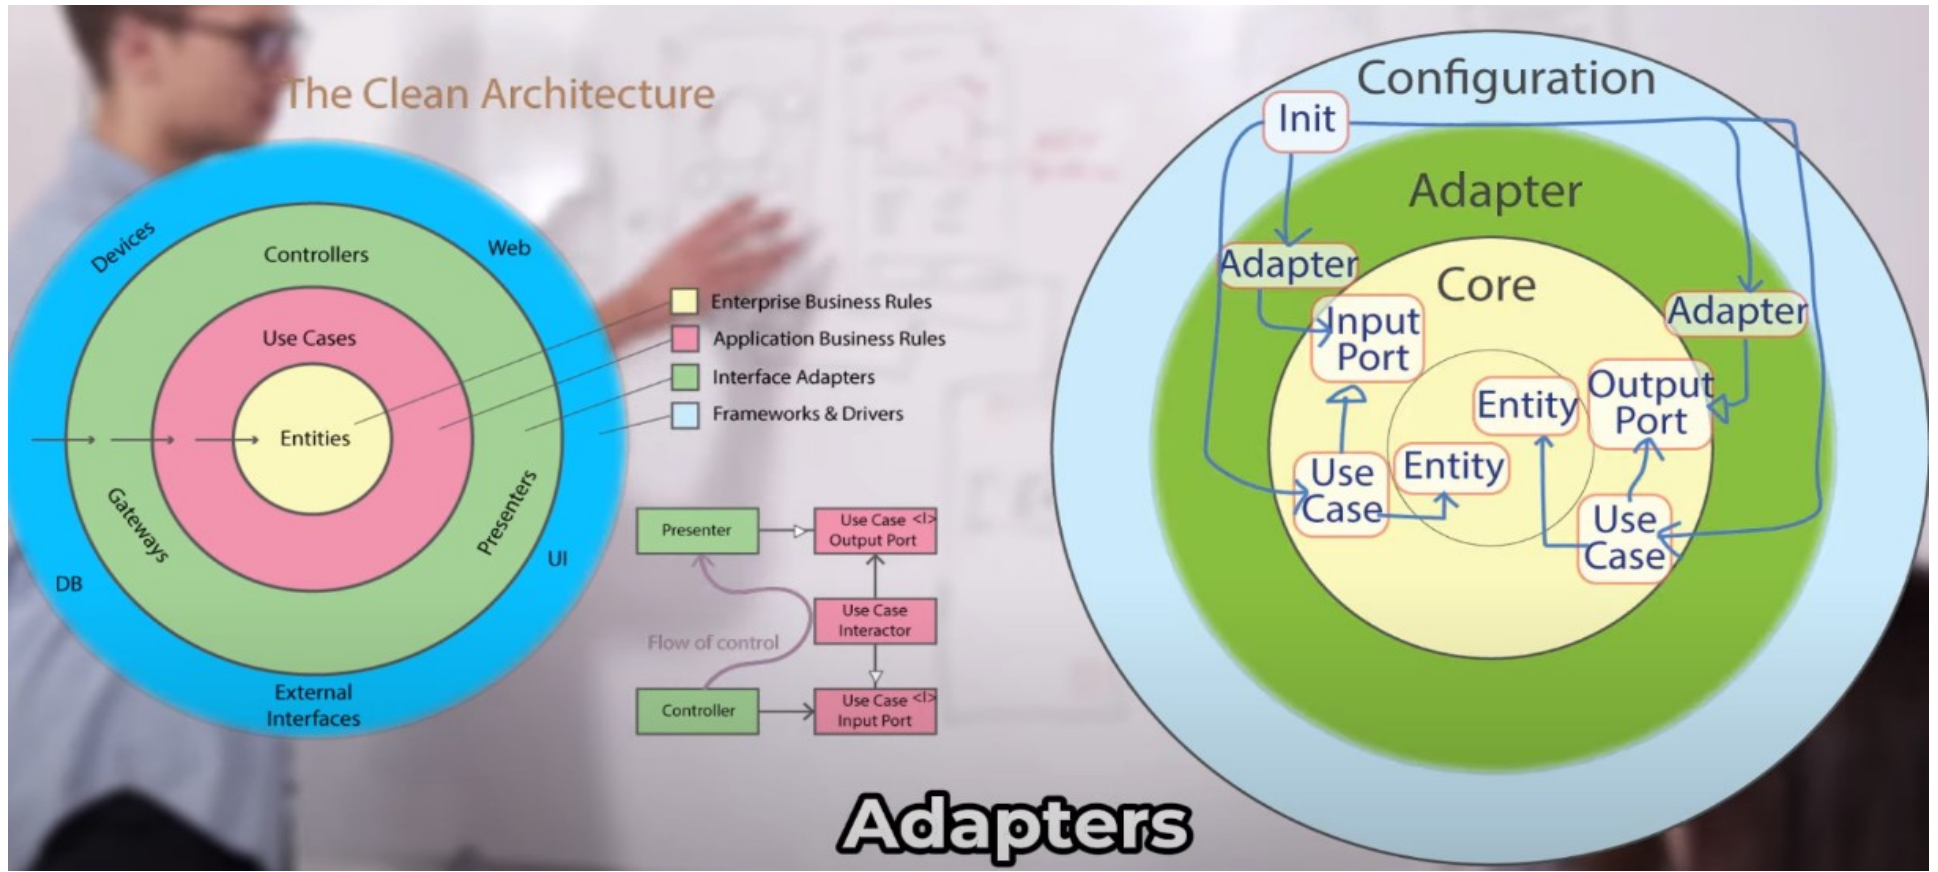 The Clean Architecture
Devices
Web
Controllers
Use Cases
Entities
Gateways
Presenters
DB
UI
External
Interfaces
Enterprise Business Rules
Application Business Rules
Interface Adapters
Frameworks & Drivers
Presenter
Use Case <I>
Output Port
Use Case
Interactor
Flow of control
Controller
Use Case <I>
Input Port
Configuration
Init
Adapter
Adapter
Core
Adapter
Input
Port
Entity
Output
Port
Use
Case
Entity
Use
Case
Adapters